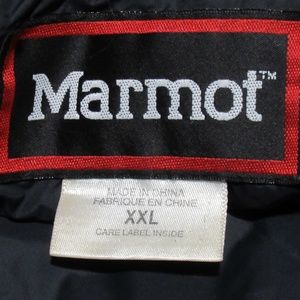 Marmot™
MADE IN CHINA
FABRIQUE EN CHINE
XXL
CARE LABEL INSIDE